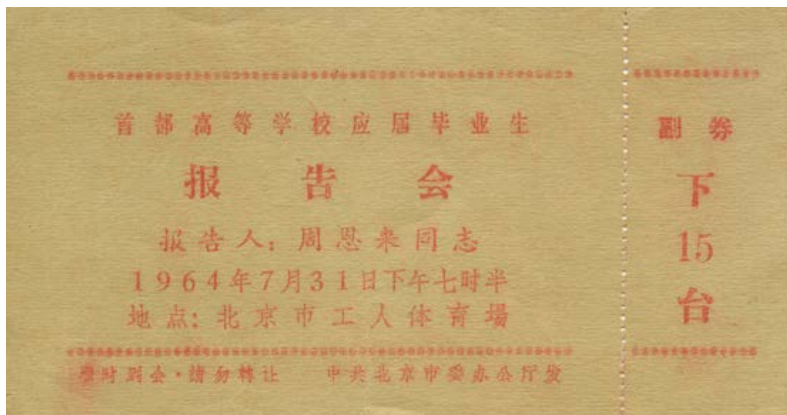 首都高等学校应届毕业生
报告会
报告人：周恩来同志
1964年7月31日下午七时半
地点：北京市工人体育場
准时到会·請勿轉让 中共北京市委办公厅发
副券
下
15
台